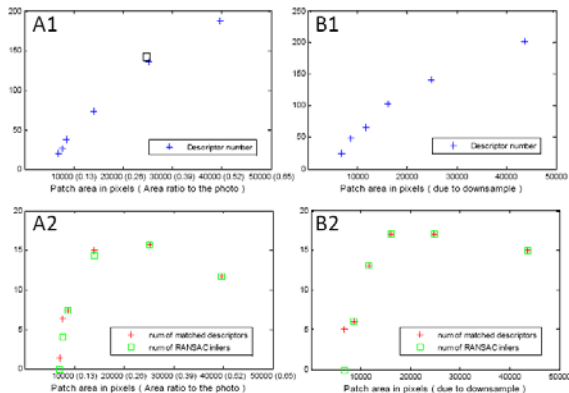 A1
200
150
100
50
0
Descriptor number
10000 (0.13) 20000 (0.26) 30000 (0.39) 40000 (0.52) 50000 (0.65)
Patch area in pixels ( Area ratio to the photo)
B1
250
200
150
100
50
0
Descriptor number
10000 20000 30000 40000 50000
Patch area in pixels ( due to downsample )
A2
20
15
10
5
0
num of matched descriptors
num of RANSAC inliers
10000 (0.13) 20000 (0.26) 30000 (0.39) 40000 (0.52) 50000 (0.65)
Patch area in pixels ( Area ratio to the photo)
B2
20
15
10
5
0
num of matched descriptors
num of RANSAC inliers
10000 20000 30000 40000 50000
Patch area in pixels ( due to downsample )